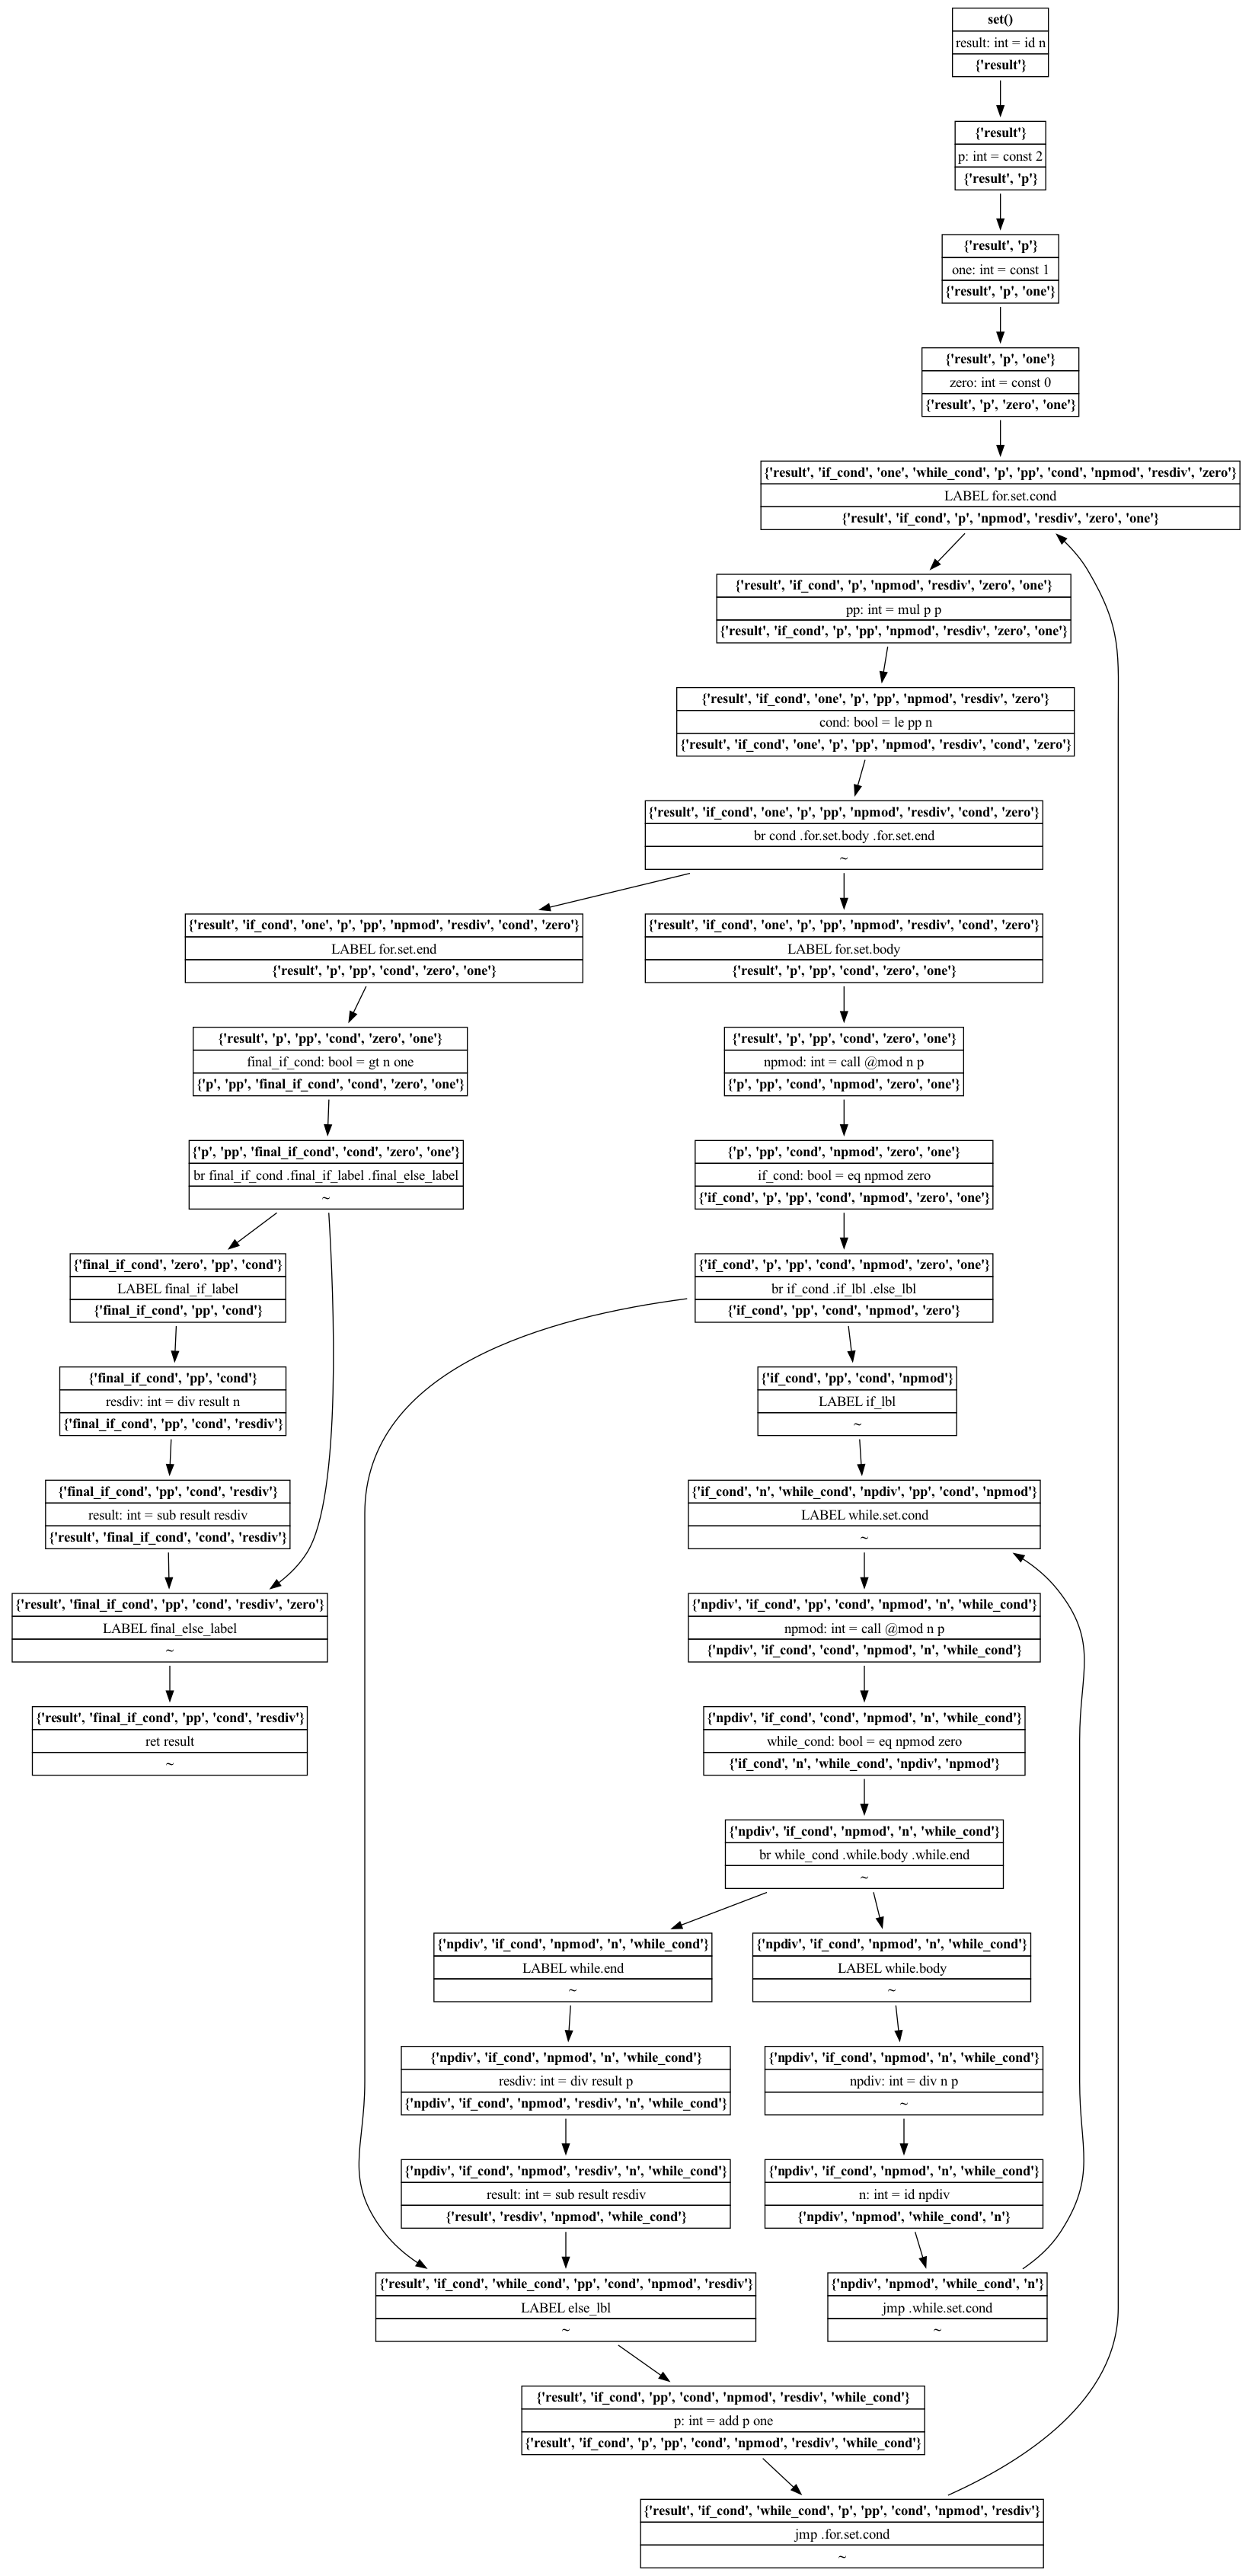 set()
result: int = id n
{'result'}
{'result'}
p: int = const 2
{'result', 'p'}
{'result', 'p'}
one: int = const 1
{'result', 'p', 'one'}
{'result', 'p', 'one'}
zero: int = const 0
{'result', 'p', 'zero', 'one'}
{'result', 'if_cond', 'one', 'while_cond', 'p', 'pp', 'cond', 'npmod', 'resdiv', 'zero'}
LABEL for.set.cond
{'result', 'if_cond', 'p', 'npmod', 'resdiv', 'zero', 'one'}
{'result', 'if_cond', 'p', 'npmod', 'resdiv', 'zero', 'one'}
pp: int = mul p p
{'result', 'if_cond', 'p', 'pp', 'npmod', 'resdiv', 'zero', 'one'}
{'result', 'if_cond', 'one', 'p', 'pp', 'npmod', 'resdiv', 'zero'}
cond: bool = le pp n
{'result', 'if_cond', 'one', 'p', 'pp', 'npmod', 'resdiv', 'cond', 'zero'}
{'result', 'if_cond', 'one', 'p', 'pp', 'npmod', 'resdiv', 'cond', 'zero'}
br cond .for.set.body .for.set.end
~
{'result', 'if_cond', 'one', 'p', 'pp', 'npmod', 'resdiv', 'cond', 'zero'}
LABEL for.set.end
{'result', 'p', 'pp', 'cond', 'zero', 'one'}
{'result', 'if_cond', 'one', 'p', 'pp', 'npmod', 'resdiv', 'cond', 'zero'}
LABEL for.set.body
{'result', 'p', 'pp', 'cond', 'zero', 'one'}
{'result', 'p', 'pp', 'cond', 'zero', 'one'}
final_if_cond: bool = gt n one
{'p', 'pp', 'final_if_cond', 'cond', 'zero', 'one'}
{'result', 'p', 'pp', 'cond', 'zero', 'one'}
npmod: int = call @mod n p
{'p', 'pp', 'cond', 'npmod', 'zero', 'one'}
{'p', 'pp', 'final_if_cond', 'cond', 'zero', 'one'}
br final_if_cond .final_if_label .final_else_label
~
{'p', 'pp', 'cond', 'npmod', 'zero', 'one'}
if_cond: bool = eq npmod zero
{'if_cond', 'p', 'pp', 'cond', 'npmod', 'zero', 'one'}
{'final_if_cond', 'zero', 'pp', 'cond'}
LABEL final_if_label
{'final_if_cond', 'pp', 'cond'}
{'if_cond', 'p', 'pp', 'cond', 'npmod', 'zero', 'one'}
br if_cond .if_lbl .else_lbl
{'if_cond', 'pp', 'cond', 'npmod', 'zero'}
{'final_if_cond', 'pp', 'cond'}
resdiv: int = div result n
{'final_if_cond', 'pp', 'cond', 'resdiv'}
{'if_cond', 'pp', 'cond', 'npmod'}
LABEL if_lbl
~
{'final_if_cond', 'pp', 'cond', 'resdiv'}
result: int = sub result resdiv
{'result', 'final_if_cond', 'cond', 'resdiv'}
{'if_cond', 'n', 'while_cond', 'npdiv', 'pp', 'cond', 'npmod'}
LABEL while.set.cond
~
{'result', 'final_if_cond', 'pp', 'cond', 'resdiv', 'zero'}
LABEL final_else_label
~
{'npdiv', 'if_cond', 'pp', 'cond', 'npmod', 'n', 'while_cond'}
npmod: int = call @mod n p
{'npdiv', 'if_cond', 'cond', 'npmod', 'n', 'while_cond'}
{'result', 'final_if_cond', 'pp', 'cond', 'resdiv'}
ret result
~
{'npdiv', 'if_cond', 'cond', 'npmod', 'n', 'while_cond'}
while_cond: bool = eq npmod zero
{'if_cond', 'n', 'while_cond', 'npdiv', 'npmod'}
{'npdiv', 'if_cond', 'npmod', 'n', 'while_cond'}
br while_cond .while.body .while.end
~
{'npdiv', 'if_cond', 'npmod', 'n', 'while_cond'}
LABEL while.end
~
{'npdiv', 'if_cond', 'npmod', 'n', 'while_cond'}
LABEL while.body
~
{'npdiv', 'if_cond', 'npmod', 'n', 'while_cond'}
resdiv: int = div result p
{'npdiv', 'if_cond', 'npmod', 'resdiv', 'n', 'while_cond'}
{'npdiv', 'if_cond', 'npmod', 'n', 'while_cond'}
npdiv: int = div n p
~
{'npdiv', 'if_cond', 'npmod', 'resdiv', 'n', 'while_cond'}
result: int = sub result resdiv
{'result', 'resdiv', 'npmod', 'while_cond'}
{'npdiv', 'if_cond', 'npmod', 'n', 'while_cond'}
n: int = id npdiv
{'npdiv', 'npmod', 'while_cond', 'n'}
{'result', 'if_cond', 'while_cond', 'pp', 'cond', 'npmod', 'resdiv'}
LABEL else_lbl
~
{'npdiv', 'npmod', 'while_cond', 'n'}
jmp .while.set.cond
~
{'result', 'if_cond', 'pp', 'cond', 'npmod', 'resdiv', 'while_cond'}
p: int = add p one
{'result', 'if_cond', 'p', 'pp', 'cond', 'npmod', 'resdiv', 'while_cond'}
{'result', 'if_cond', 'while_cond', 'p', 'pp', 'cond', 'npmod', 'resdiv'}
jmp .for.set.cond
~